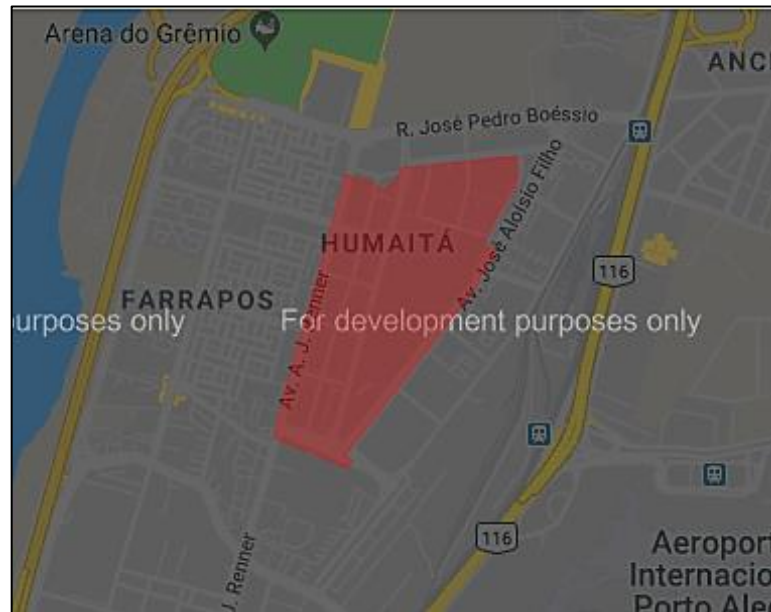 Arena do Grêmio
ANC
R. José Pedro Boéssio
Av. José Aloísio Filho
HUMAITÁ
116
FARRAPOS
Av. A. J. Renner
urposes only
For development purposes only
116
J. Renner
Aeroport
Internacio
Porto Ale